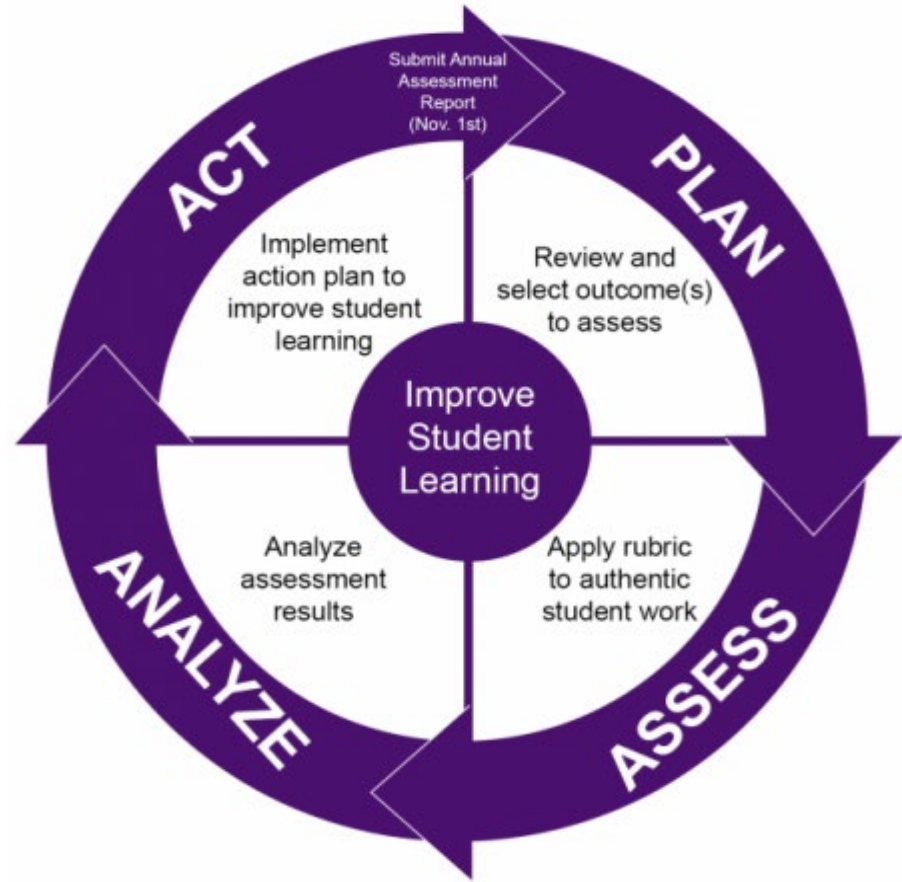 Submit Annual
Assessment
Report
(Nov. 1st)
PLAN
Review and
select outcome(s)
to assess
ASSESS
Apply rubric
to authentic
student work
ANALYZE
Analyze
assessment
results
ACT
Implement
action plan to
improve student
learning
Improve
Student
Learning